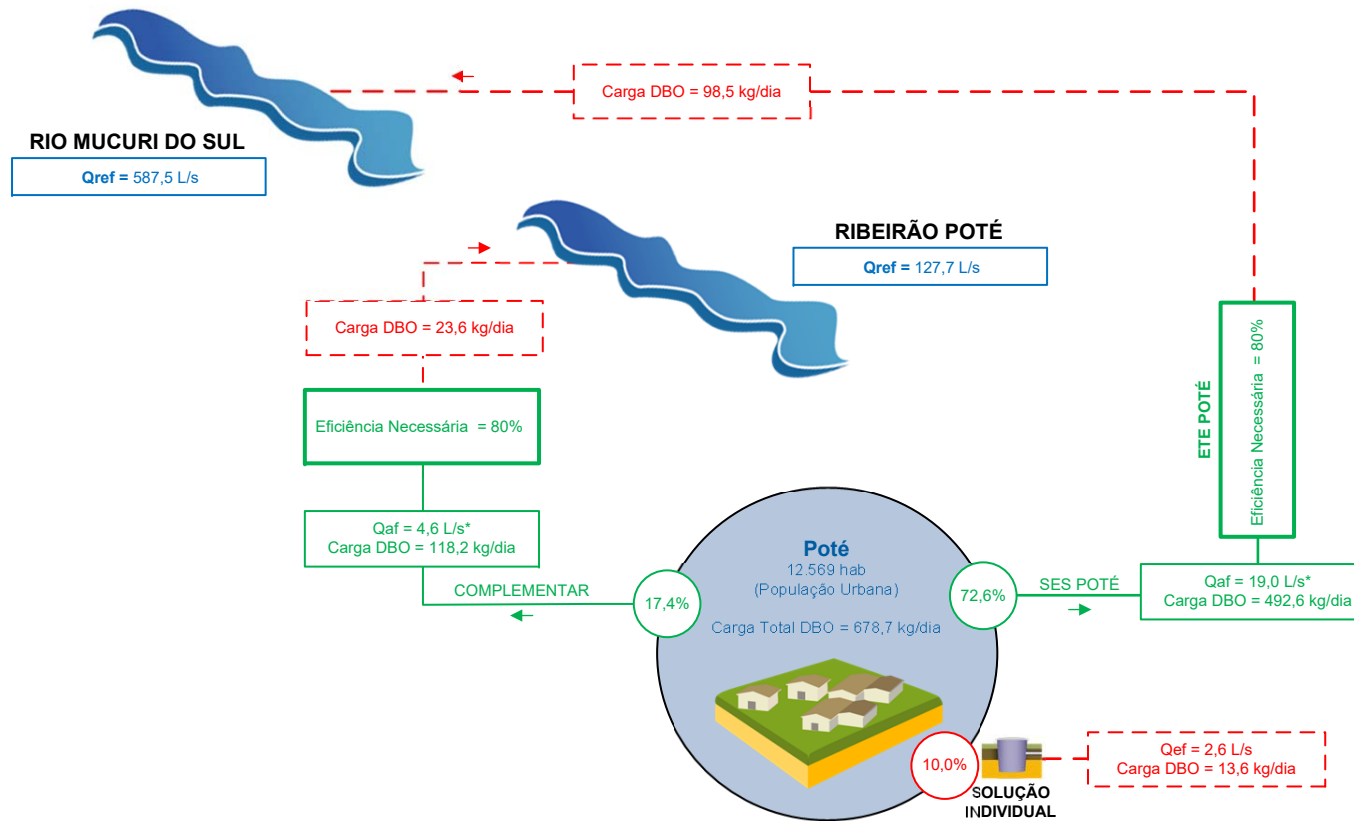 Carga DBO = 98,5 kg/dia
RIO MUCURI DO SUL
Qref = 587,5 L/s
RIBEIRÃO POTÉ
Qref = 127,7 L/s
Carga DBO = 23,6 kg/dia
Eficiência Necessária = 80%
Qaf = 4,6 L/s*
Carga DBO = 118,2 kg/dia
COMPLEMENTAR
17,4%
Poté
12.569 hab
(População Urbana)
Carga Total DBO = 678,7 kg/dia
72,6%
SES POTÉ
ETE POTÉ
Eficiência Necessária = 80%
Qaf = 19,0 L/s*
Carga DBO = 492,6 kg/dia
10,0%
SOLUÇÃO
INDIVIDUAL
Qef = 2,6 L/s
Carga DBO = 13,6 kg/dia